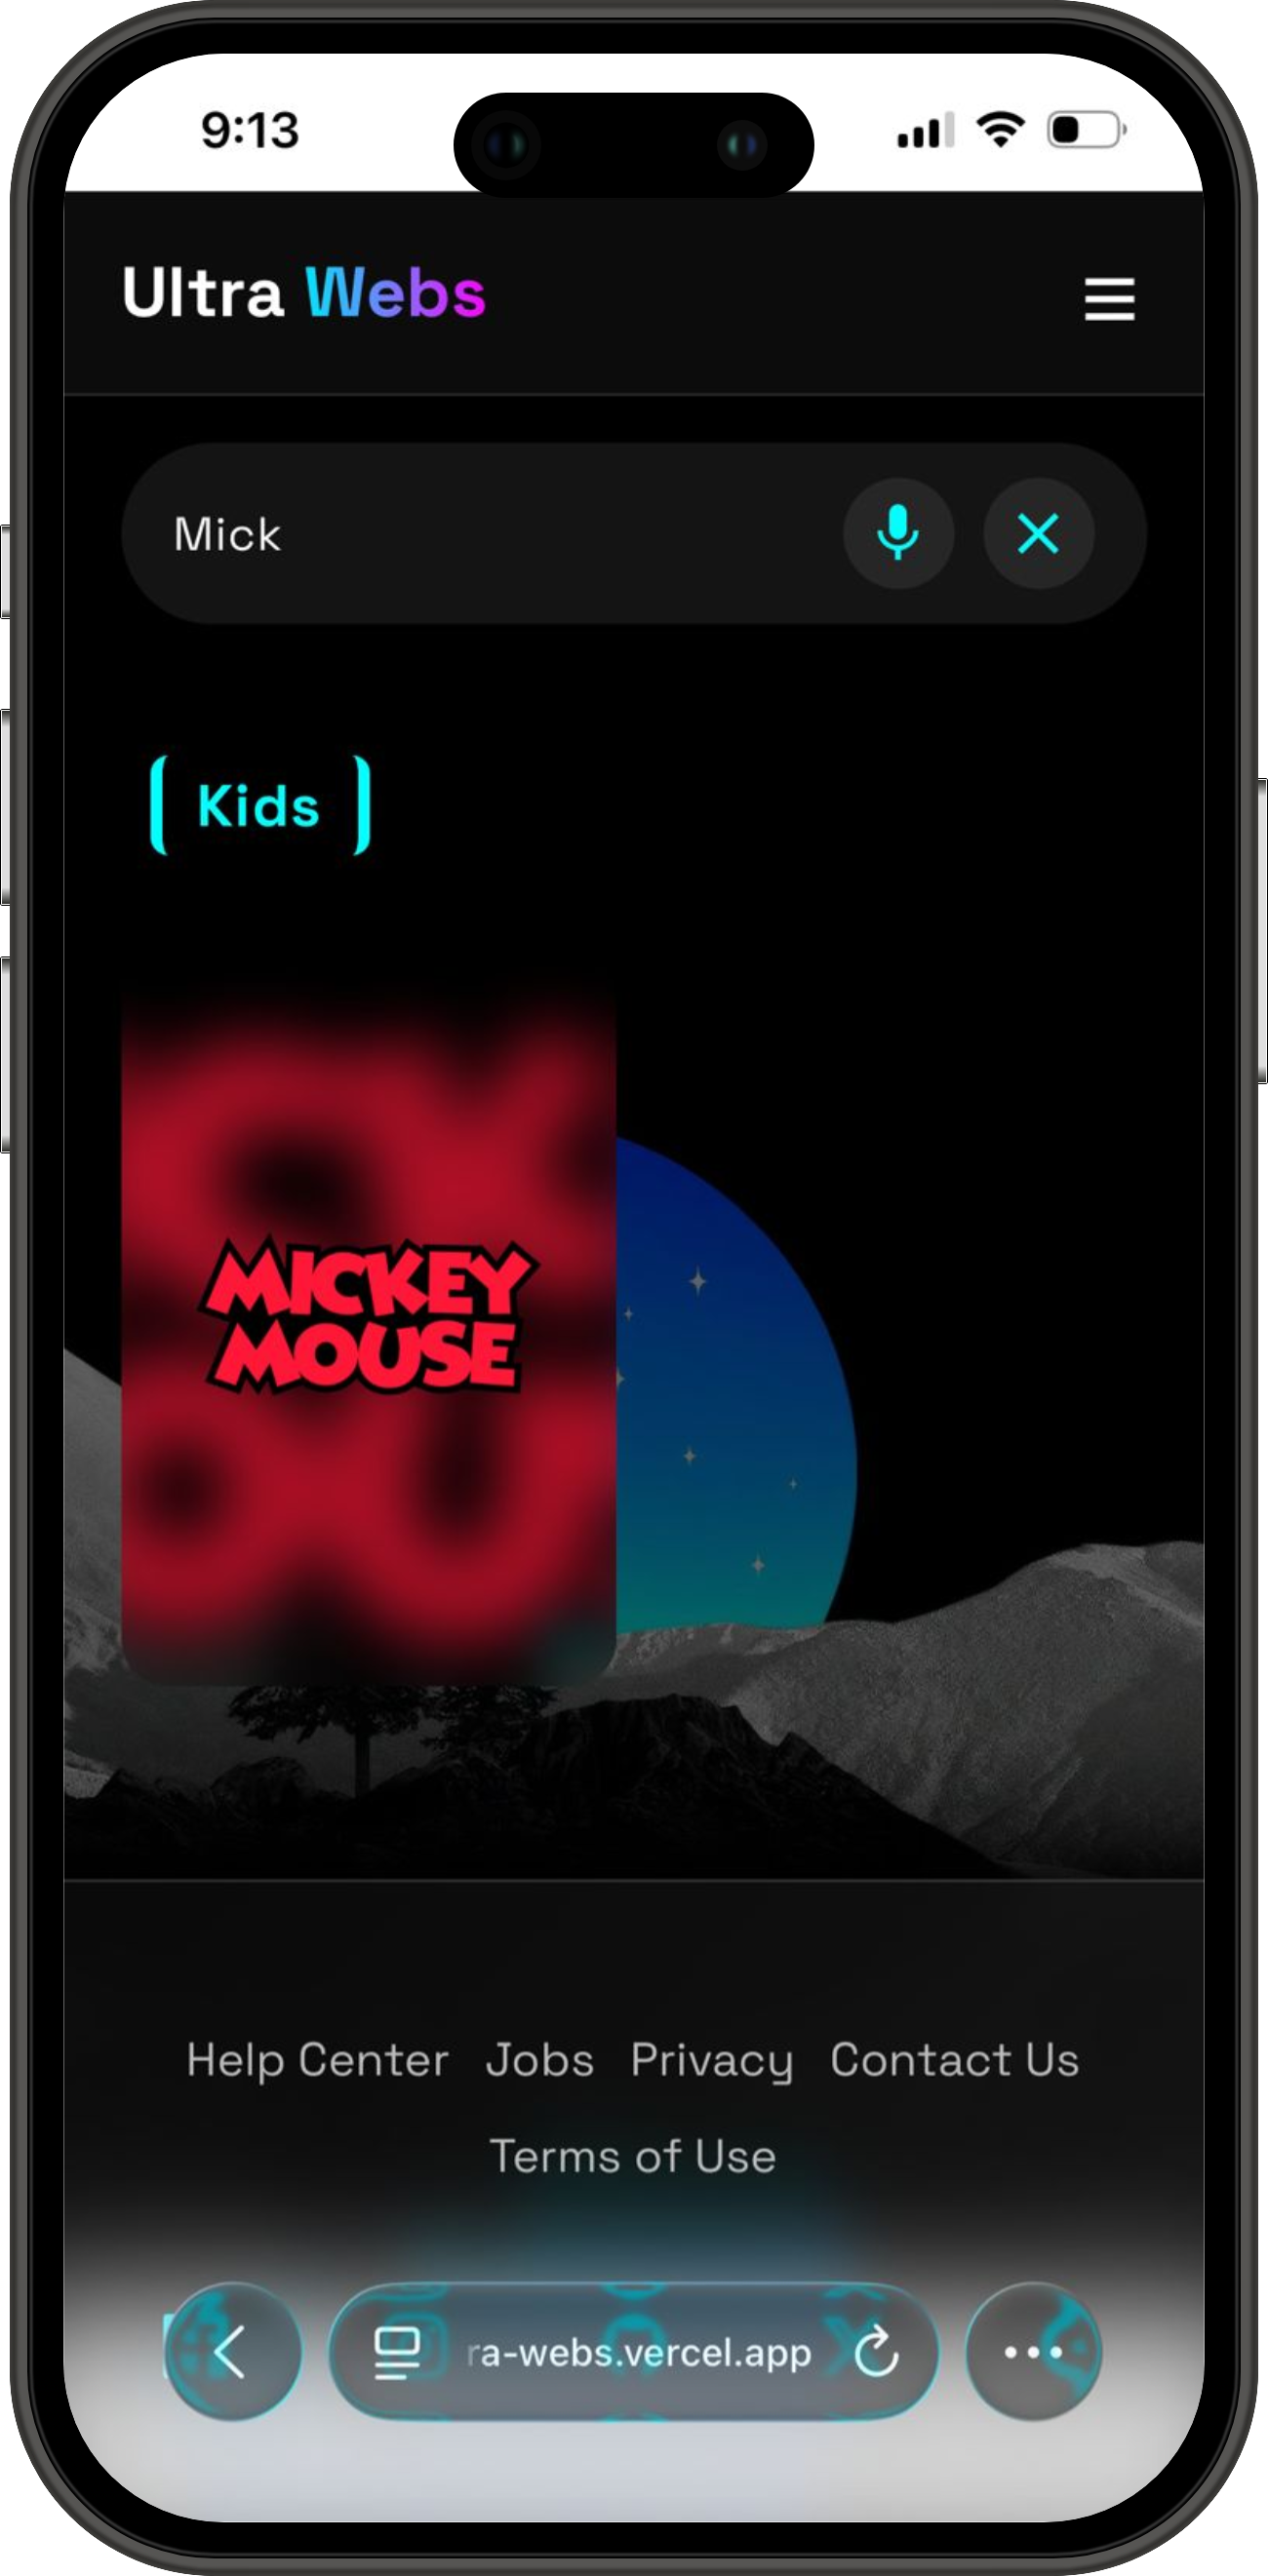 9:13
Ultra Webs
Mick
Kids
MICKEY
MOUSE
Help Center Jobs Privacy Contact Us
Terms of Use
ra-webs.vercel.app